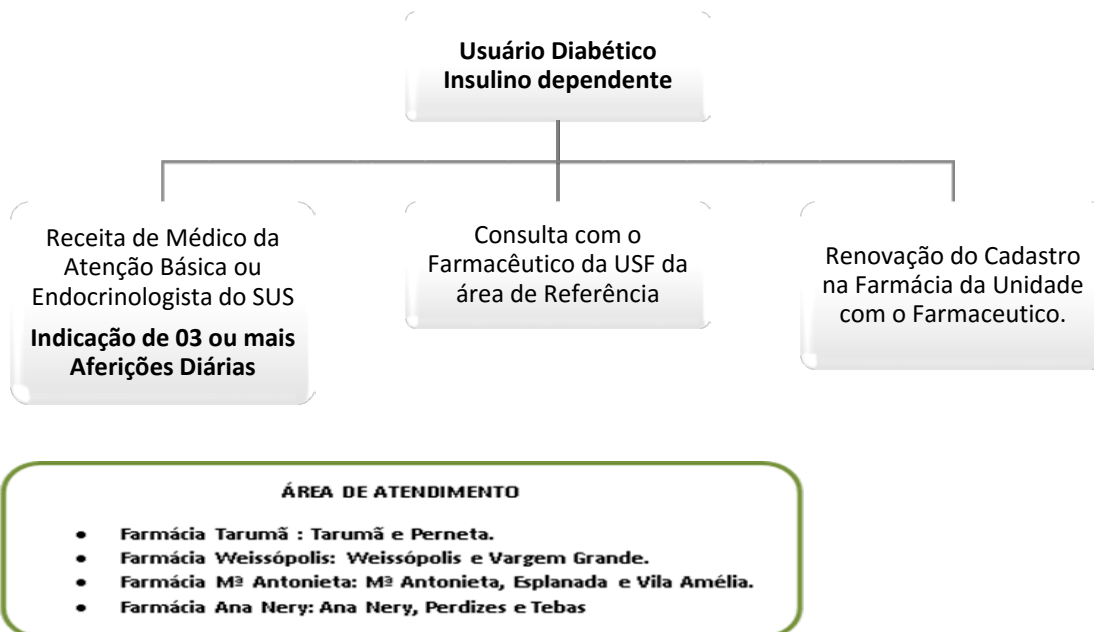 Usuário Diabético
Insulino dependente
Receita de Médico da
Atenção Básica ou
Endocrinologista do SUS
Indicação de 03 ou mais
Aferições Diárias
Consulta com o
Farmacêutico da USF da
área de Referência
Renovação do Cadastro
na Farmácia da Unidade
com o Farmaceutico.
ÁREA DE ATENDIMENTO
• Farmácia Tarumã : Tarumã e Perneta.
• Farmácia Weissópolis: Weissópolis e Vargem Grande.
• Farmácia Mª Antonieta: Mª Antonieta, Esplanada e Vila Amélia.
• Farmácia Ana Nery: Ana Nery, Perdizes e Tebas